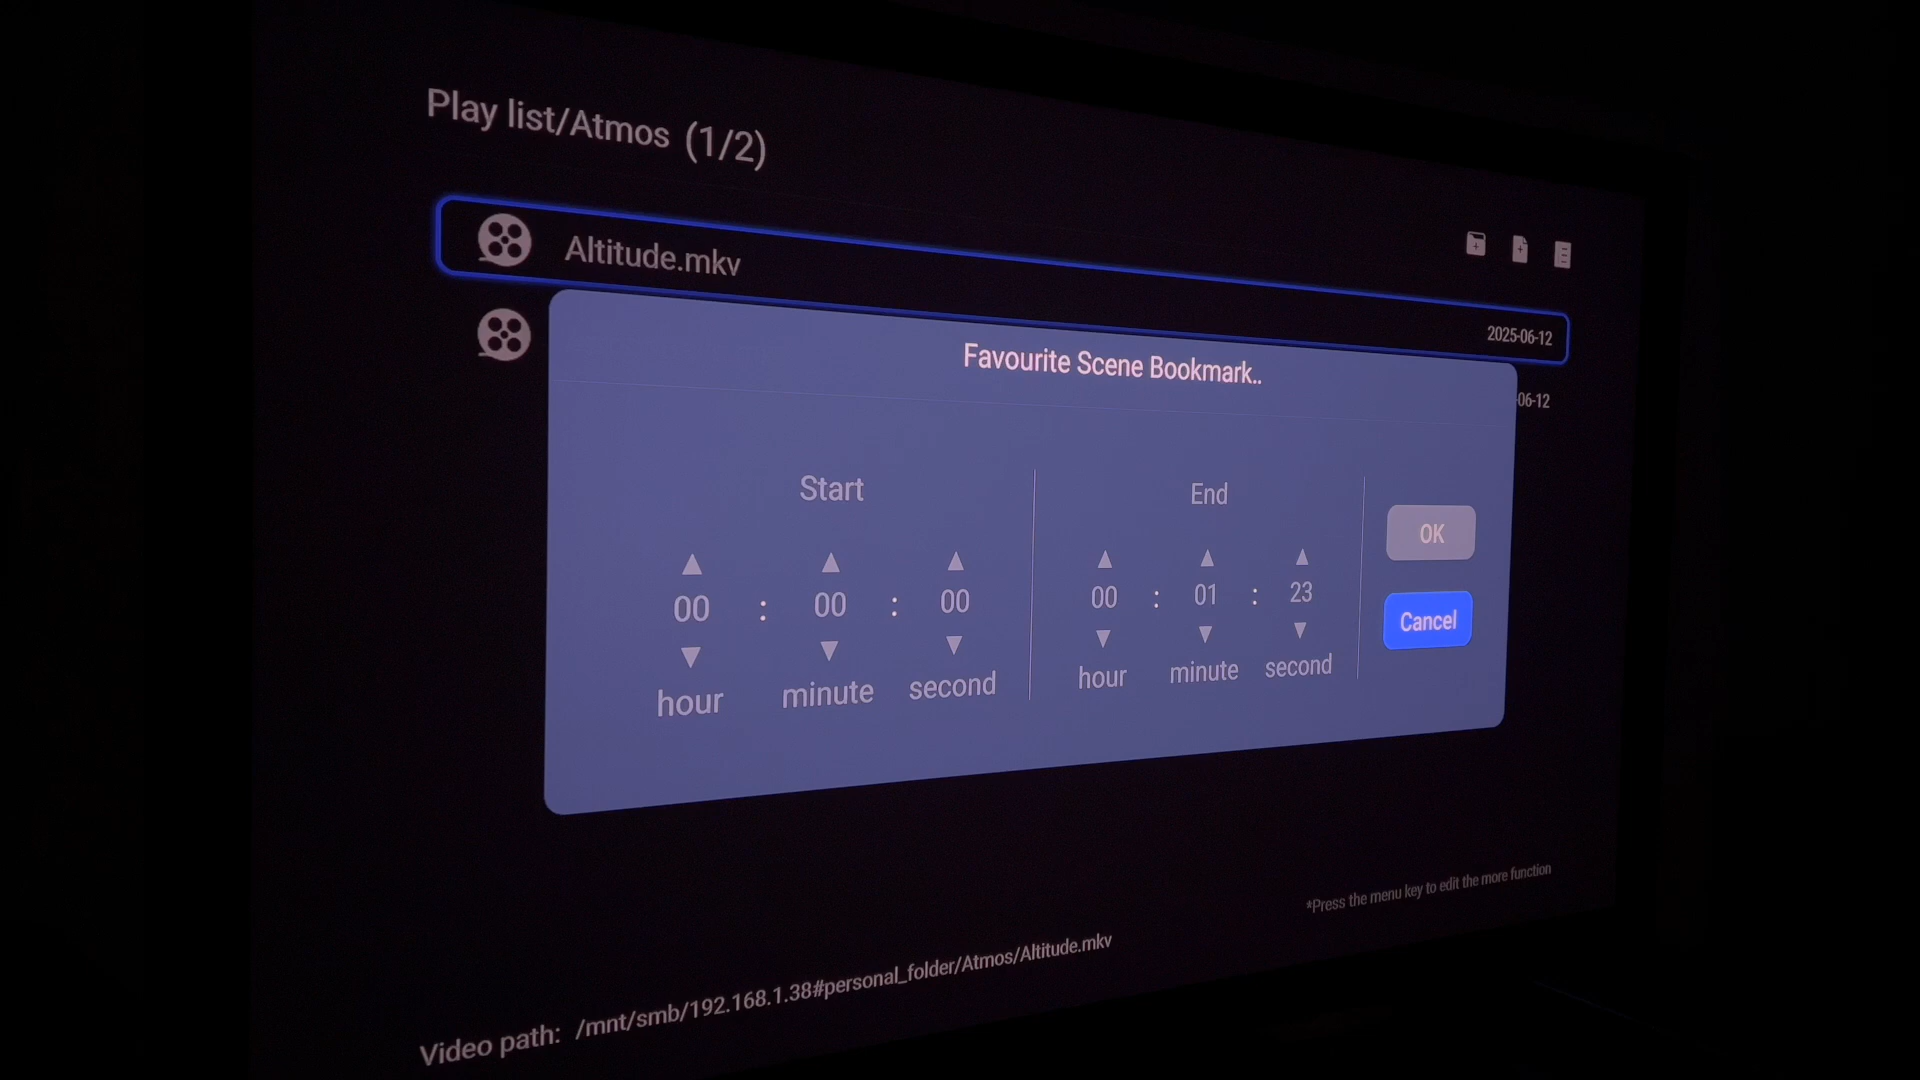 Play list/Atmos (1/2)
Altitude.mkv
2025-06-12
-06-12
Favourite Scene Bookmark..
Start
End
00 : 00 : 00
00 : 01 : 23
hour minute second
hour minute second
OK
Cancel
*Press the menu key to edit the more function
Video path: /mnt/smb/192.168.1.38#personal_folder/Atmos/Altitude.mkv